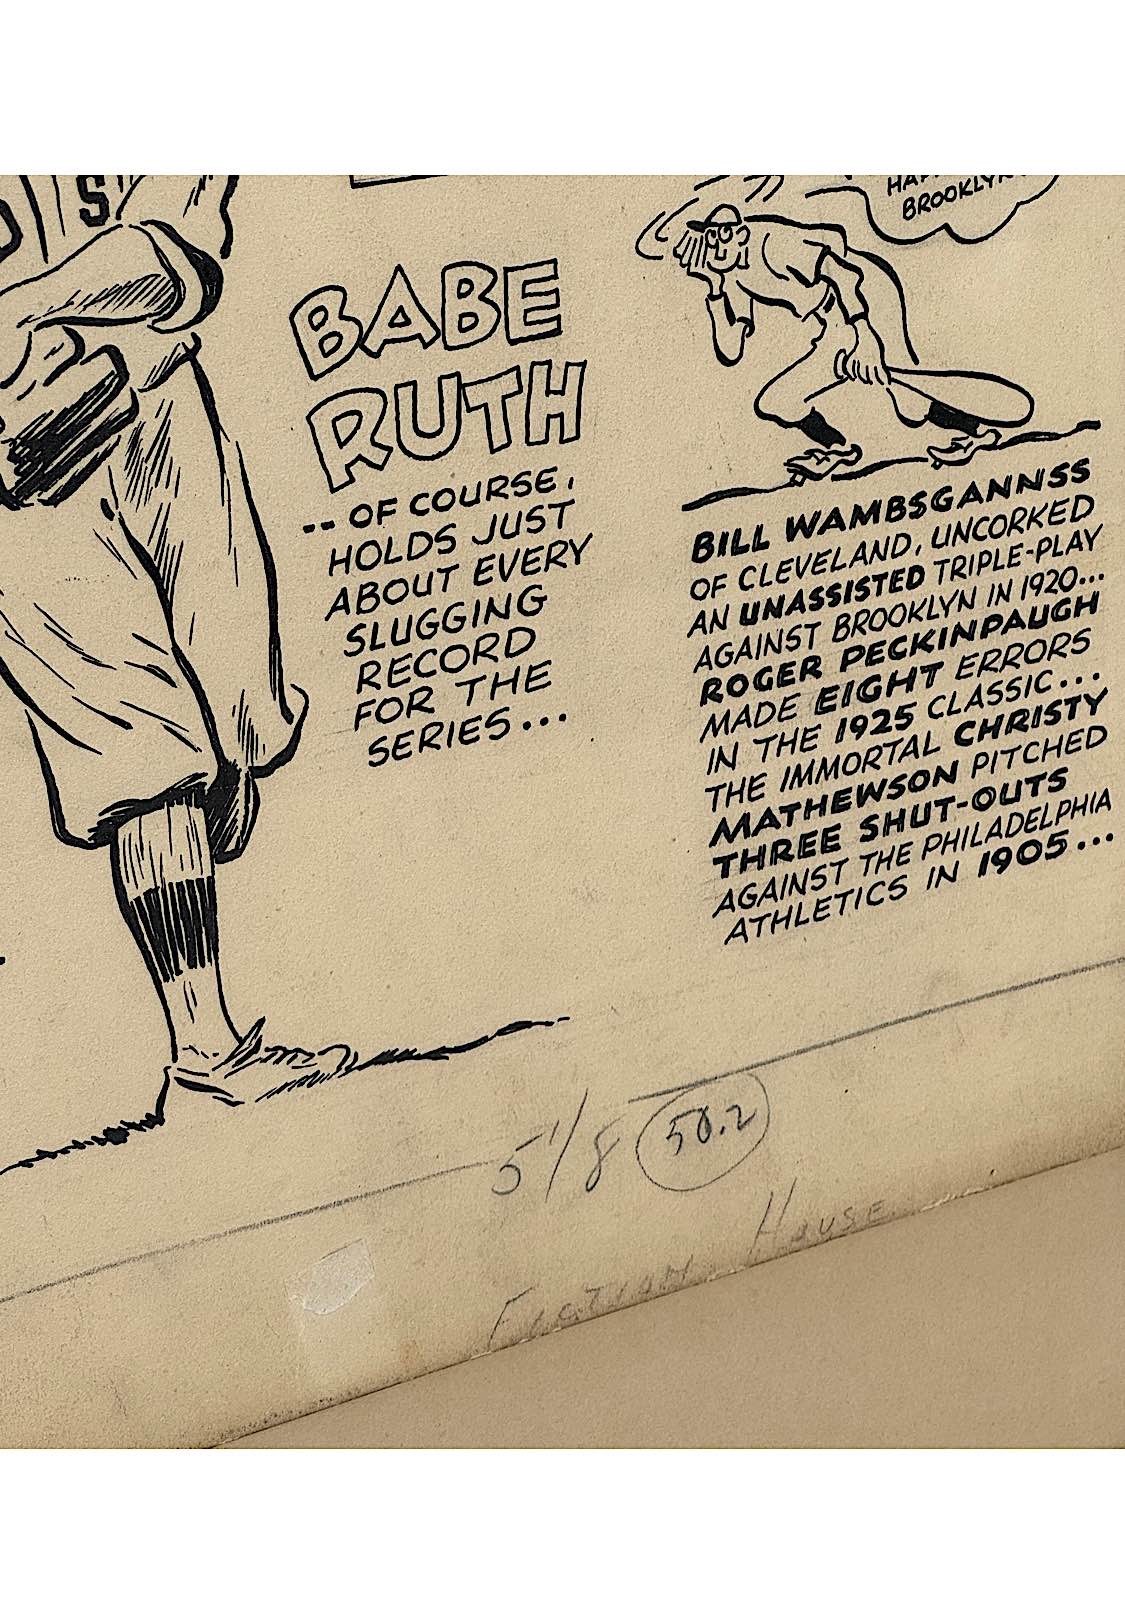 S
BROOKLYN
BABE
RUTH
-- OF COURSE,
HOLDS JUST
ABOUT EVERY
SLUGGING
RECORD
FOR THE
SERIES...
BILL WAMBSGANNSS
OF CLEVELAND, UNCORKED
AN UNASSISTED TRIPLE-PLAY
AGAINST BROOKLYN IN 1920...
ROGER PECKINPAUGH
MADE EIGHT ERRORS
IN THE 1925 CLASSIC...
THE IMMORTAL CHRISTY
MATHEWSON PITCHED
THREE SHUT-OUTS
AGAINST THE PHILADELPHIA
ATHLETICS IN 1905...
5 1/8 50.2
House